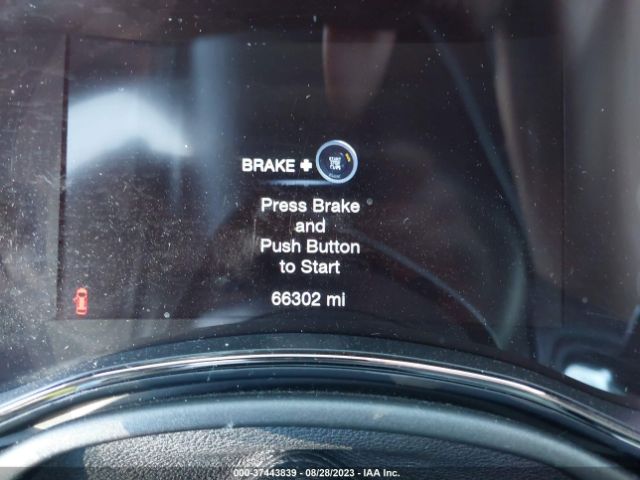 BRAKE +
Press Brake
and
Push Button
to Start
66302 mi
000-37443839 - 08/28/2023 - IAA Inc.